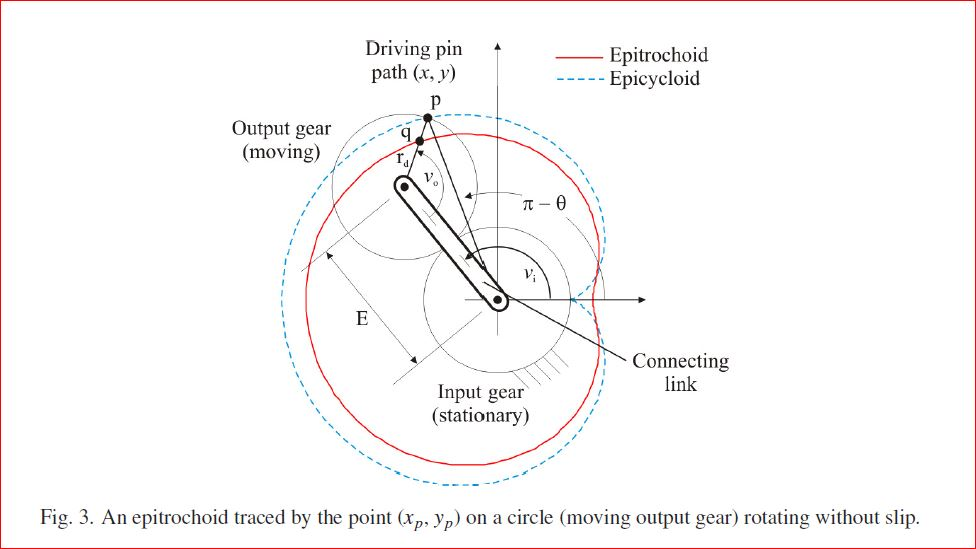 Driving pin
path (x, y)
Epitrochoid
Epicycloid
p
Output gear
(moving)
q
r_d
v_o
π − θ
v_i
E
Connecting
link
Input gear
(stationary)
Fig. 3. An epitrochoid traced by the point (x_p, y_p) on a circle (moving output gear) rotating without slip.